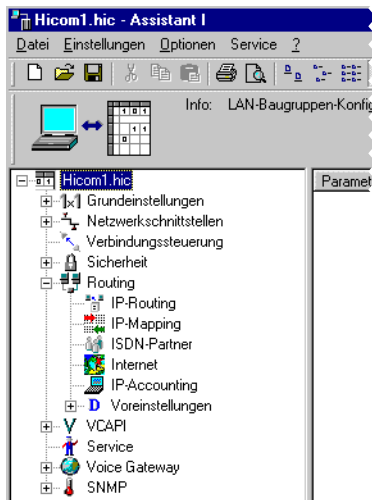 Hicom1.hic - Assistant I
Datei Einstellungen Optionen Service ?
Info: LAN-Baugruppen-Konfig
Hicom1.hic
Paramet
Grundeinstellungen
Netzwerkschnittstellen
Verbindungssteuerung
Sicherheit
Routing
IP-Routing
IP-Mapping
ISDN-Partner
Internet
IP-Accounting
D Voreinstellungen
V VCAPI
Service
Voice Gateway
SNMP